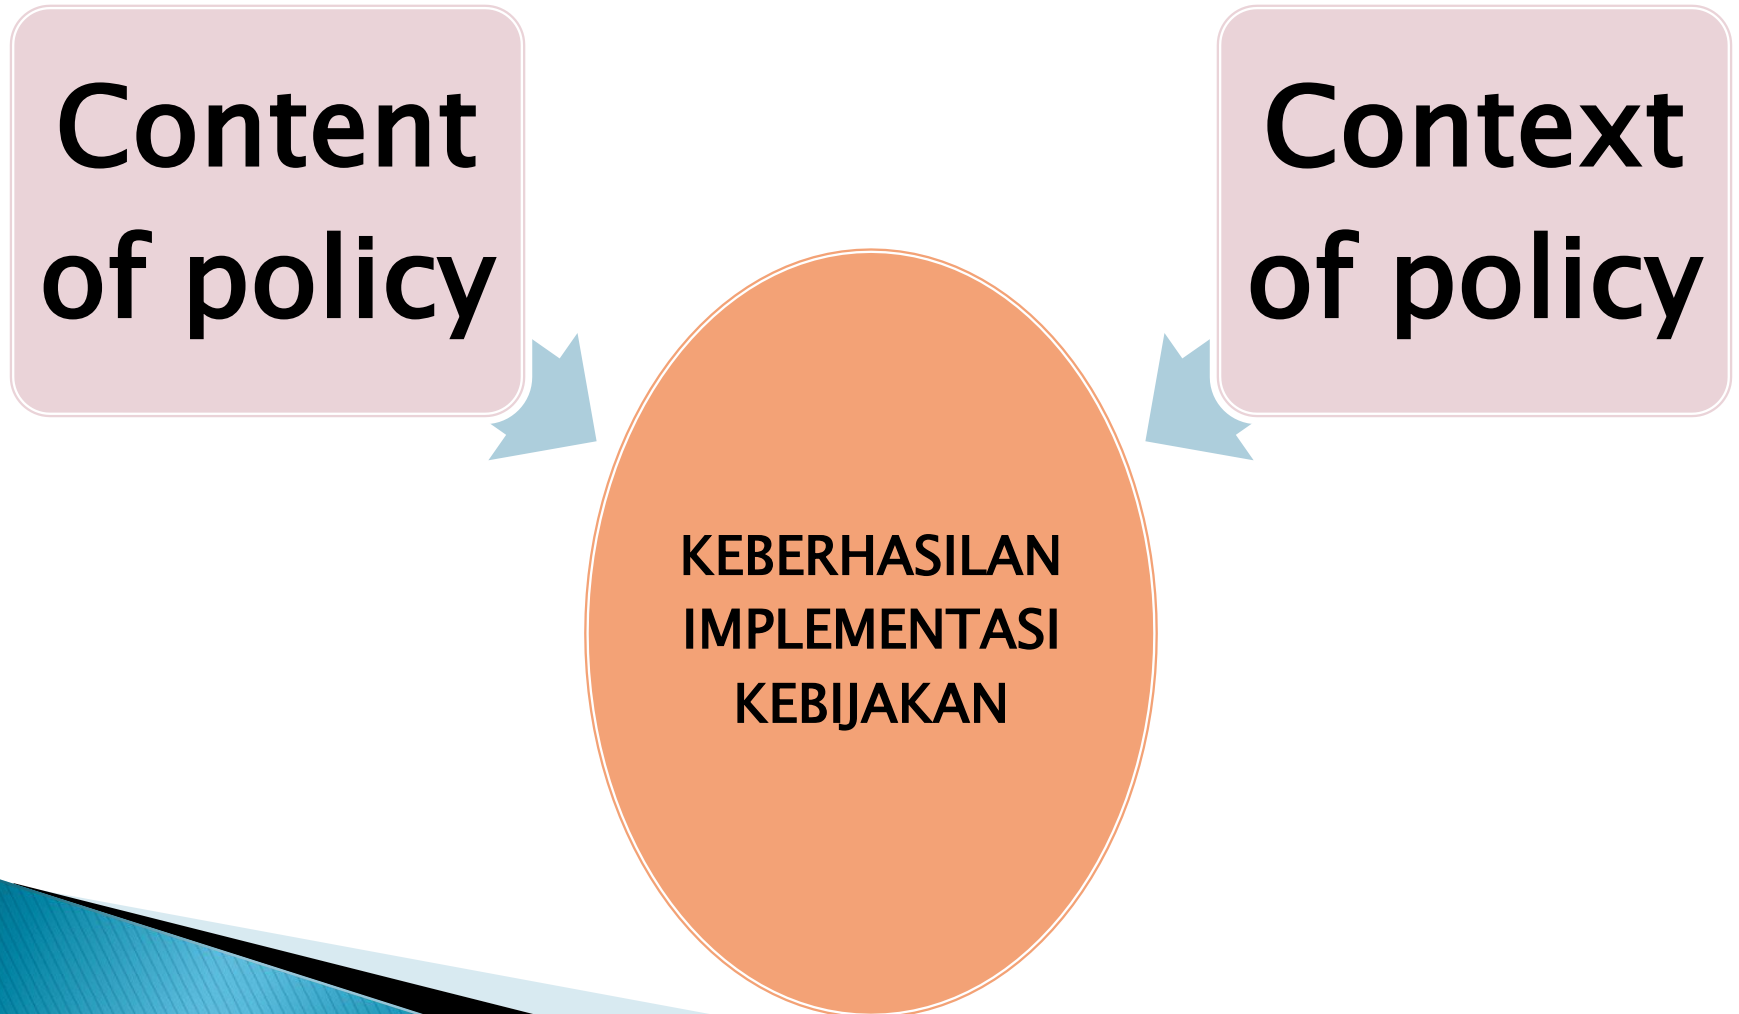 Content
of policy
Context
of policy
KEBERHASILAN
IMPLEMENTASI
KEBIJAKAN